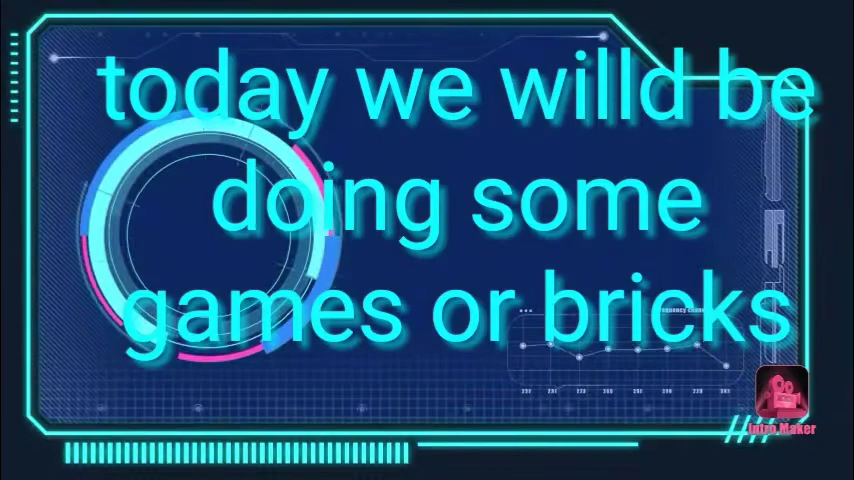 today we willd be
doing some
games or bricks
Intro Maker